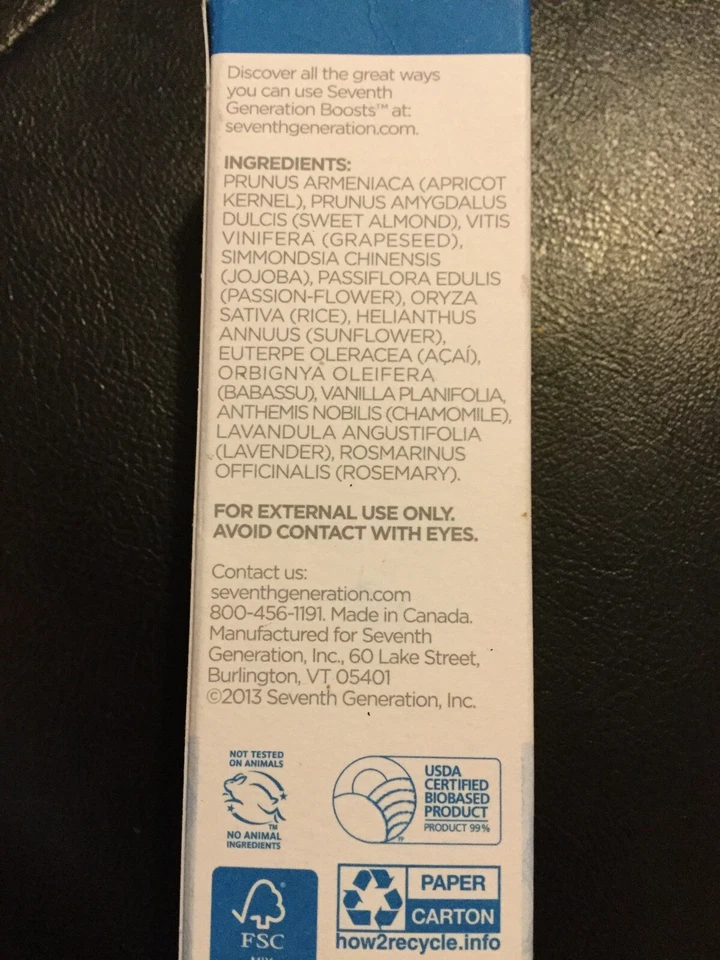 Discover all the great ways
you can use Seventh
Generation Boosts™ at:
seventhgeneration.com.
INGREDIENTS:
PRUNUS ARMENIACA (APRICOT
KERNEL), PRUNUS AMYGDALUS
DULCIS (SWEET ALMOND), VITIS
VINIFERA (GRAPESEED),
SIMMONDSIA CHINENSIS
(JOJOBA), PASSIFLORA EDULIS
(PASSION-FLOWER), ORYZA
SATIVA (RICE), HELIANTHUS
ANNUUS (SUNFLOWER),
EUTERPE OLERACEA (AÇAÍ),
ORBIGNYA OLEIFERA
(BABASSU), VANILLA PLANIFOLIA,
ANTHEMIS NOBILIS (CHAMOMILE),
LAVANDULA ANGUSTIFOLIA
(LAVENDER), ROSMARINUS
OFFICINALIS (ROSEMARY).
FOR EXTERNAL USE ONLY.
AVOID CONTACT WITH EYES.
Contact us:
seventhgeneration.com
800-456-1191. Made in Canada.
Manufactured for Seventh
Generation, Inc., 60 Lake Street,
Burlington, VT 05401
©2013 Seventh Generation, Inc.
NOT TESTED
ON ANIMALS
TM
NO ANIMAL
INGREDIENTS
USDA
CERTIFIED
BIOBASED
PRODUCT
PRODUCT 99%
FP
®
FSC
PAPER
CARTON
how2recycle.info